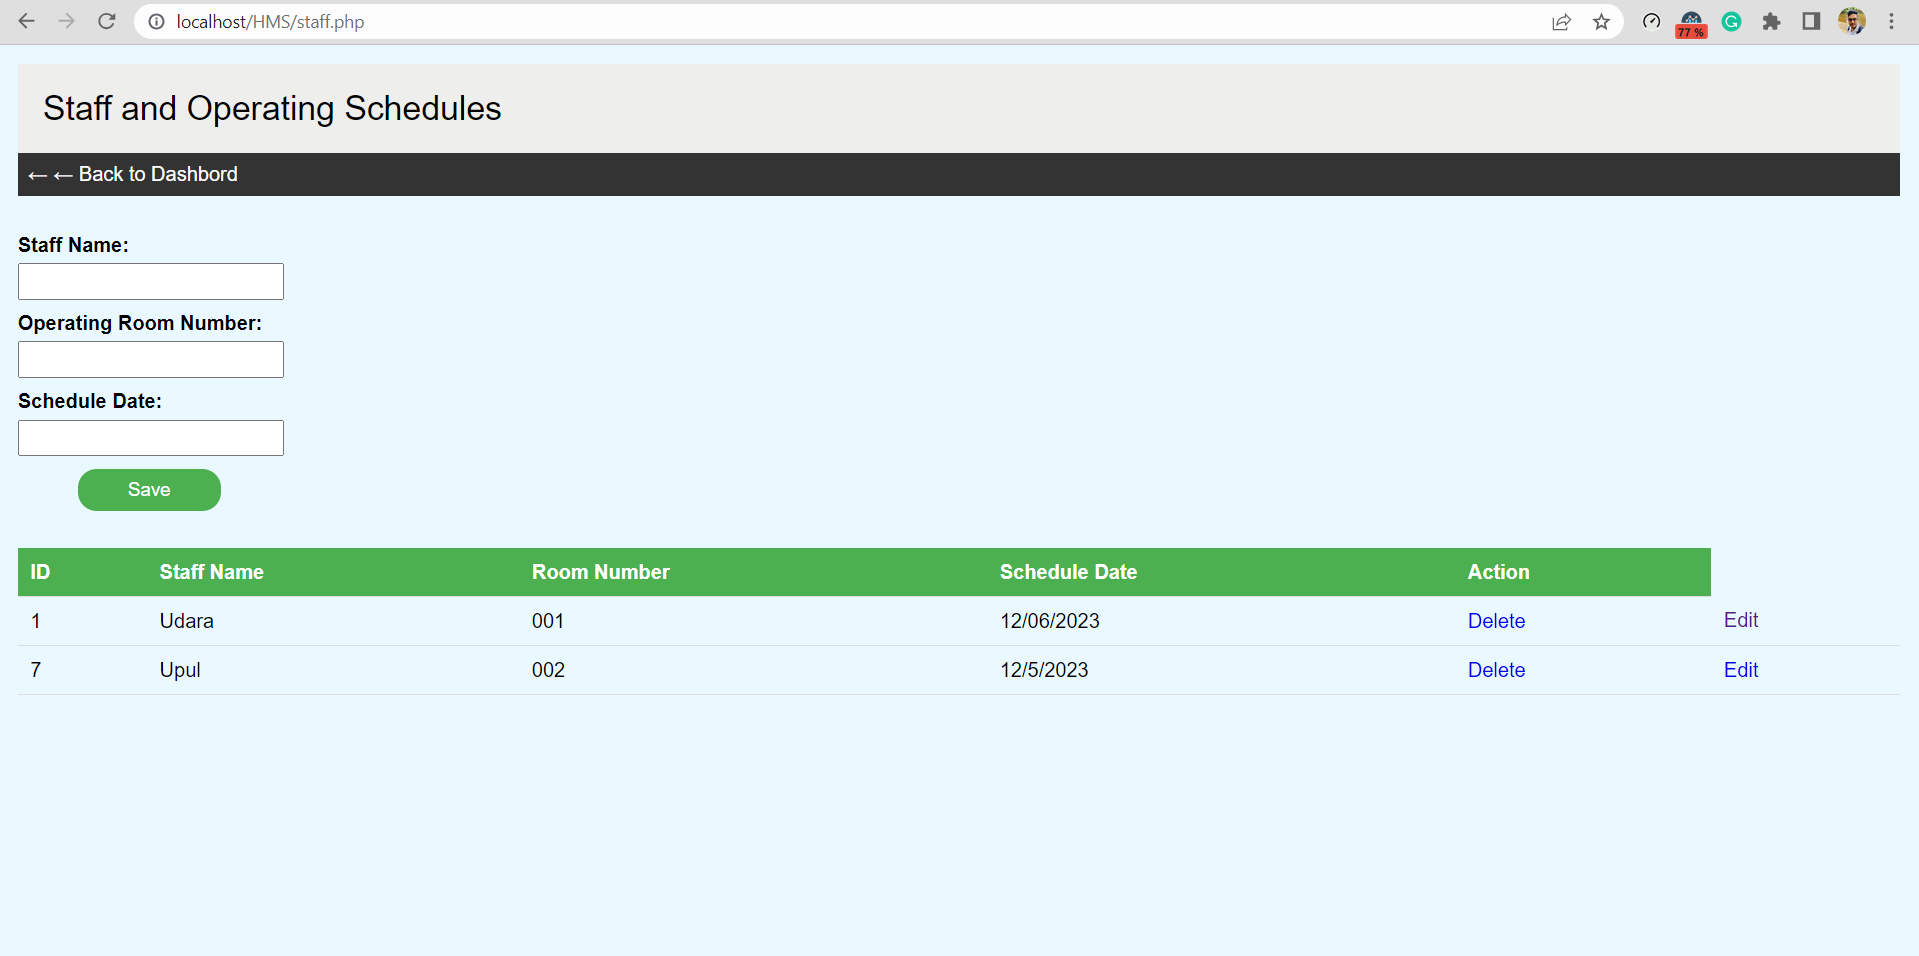 localhost/HMS/staff.php
77 %
Staff and Operating Schedules
←← Back to Dashbord
Staff Name:
Operating Room Number:
Schedule Date:
Save
ID Staff Name Room Number Schedule Date Action
1 Udara 001 12/06/2023 Delete Edit
7 Upul 002 12/5/2023 Delete Edit